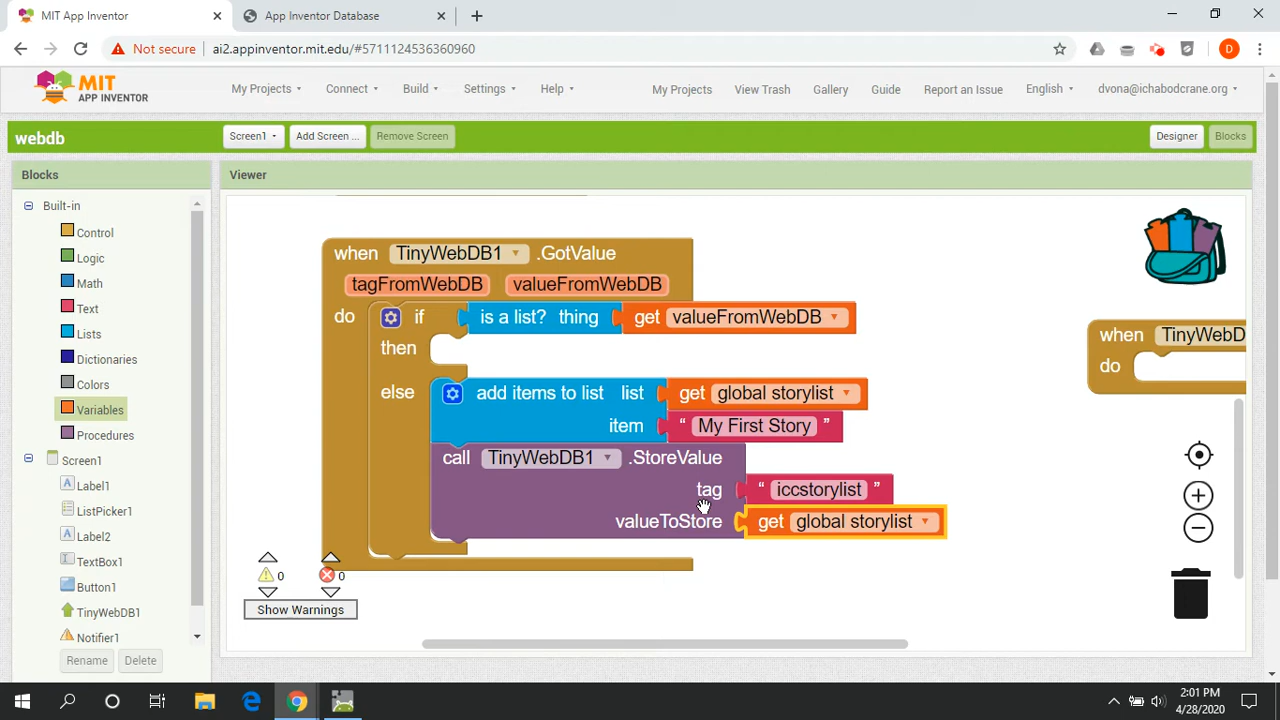 MIT App Inventor
App Inventor Database
Not secure
ai2.appinventor.mit.edu/#5711124536360960
D
MIT
APP INVENTOR
My Projects
Connect
Build
Settings
Help
My Projects
View Trash
Gallery
Guide
Report an Issue
English
dvona@ichabodcrane.org
webdb
Screen1
Add Screen ...
Remove Screen
Designer
Blocks
Blocks
Viewer
Built-in
Control
Logic
Math
Text
Lists
Dictionaries
Colors
Variables
Procedures
Screen1
Label1
ListPicker1
Label2
TextBox1
Button1
TinyWebDB1
Notifier1
Rename
Delete
when TinyWebDB1 .GotValue
tagFromWebDB valueFromWebDB
do if is a list? thing get valueFromWebDB
then
else add items to list list get global storylist
item “ My First Story ”
call TinyWebDB1 .StoreValue
tag “ iccstorylist ”
valueToStore get global storylist
when TinyWebD
do
0
0
Show Warnings
2:01 PM
4/28/2020